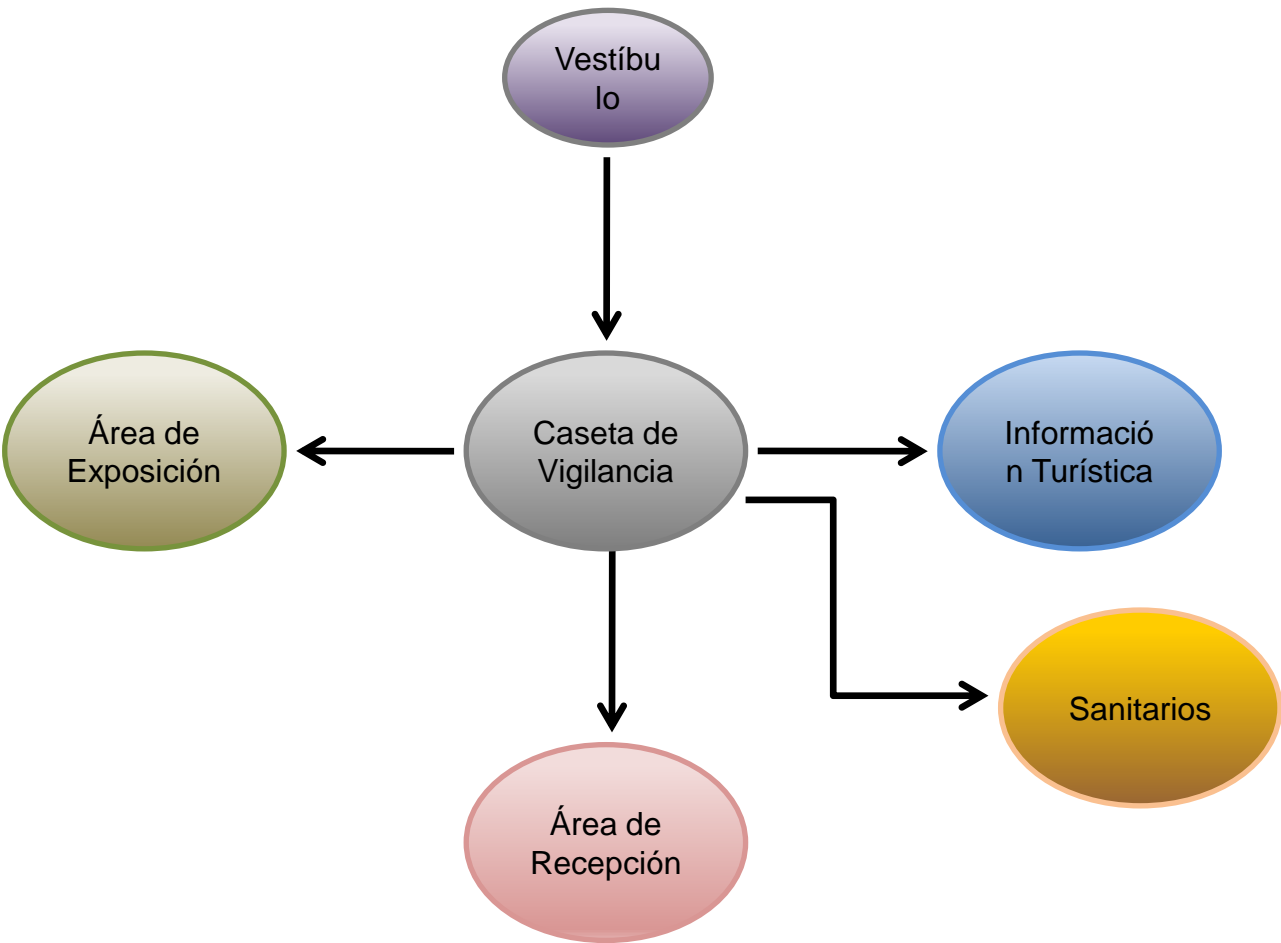 Vestíbu
lo
Área de
Exposición
Caseta de
Vigilancia
Informació
n Turística
Sanitarios
Área de
Recepción